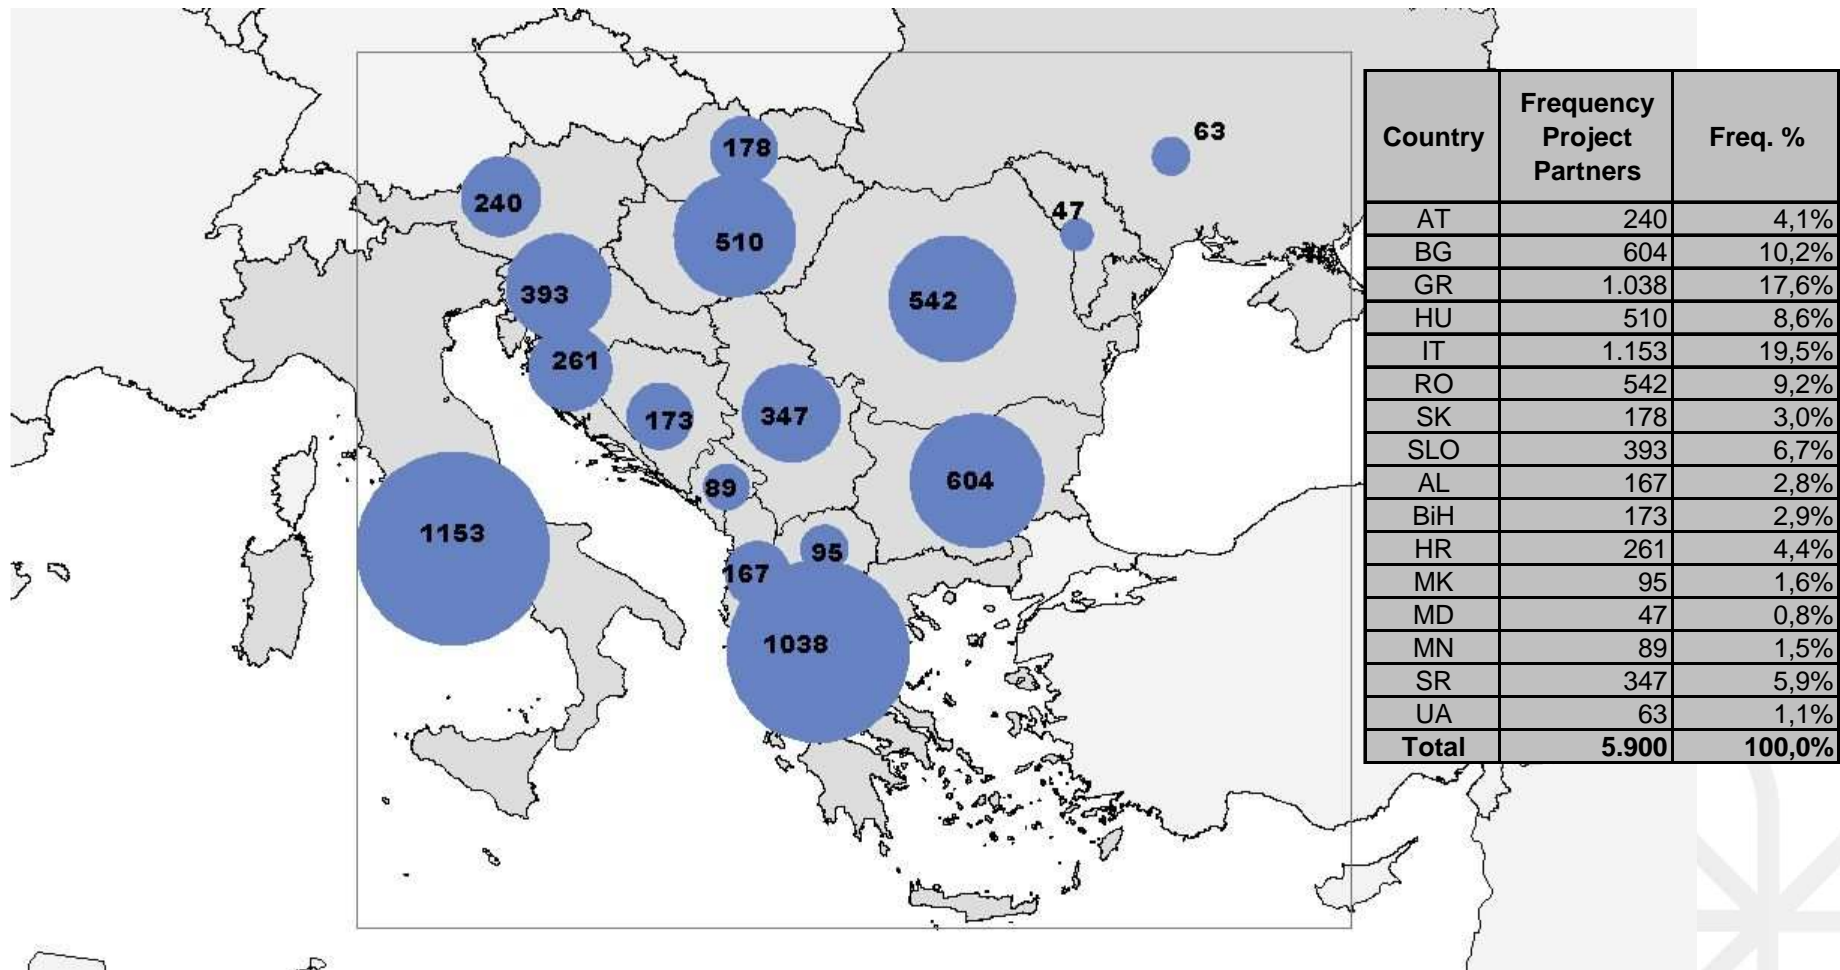 178
63
240
47
510
393
542
261
173
347
89
604
1153
95
167
1038
Country Frequency Project Partners Freq. %
AT 240 4,1%
BG 604 10,2%
GR 1.038 17,6%
HU 510 8,6%
IT 1.153 19,5%
RO 542 9,2%
SK 178 3,0%
SLO 393 6,7%
AL 167 2,8%
BiH 173 2,9%
HR 261 4,4%
MK 95 1,6%
MD 47 0,8%
MN 89 1,5%
SR 347 5,9%
UA 63 1,1%
Total 5.900 100,0%